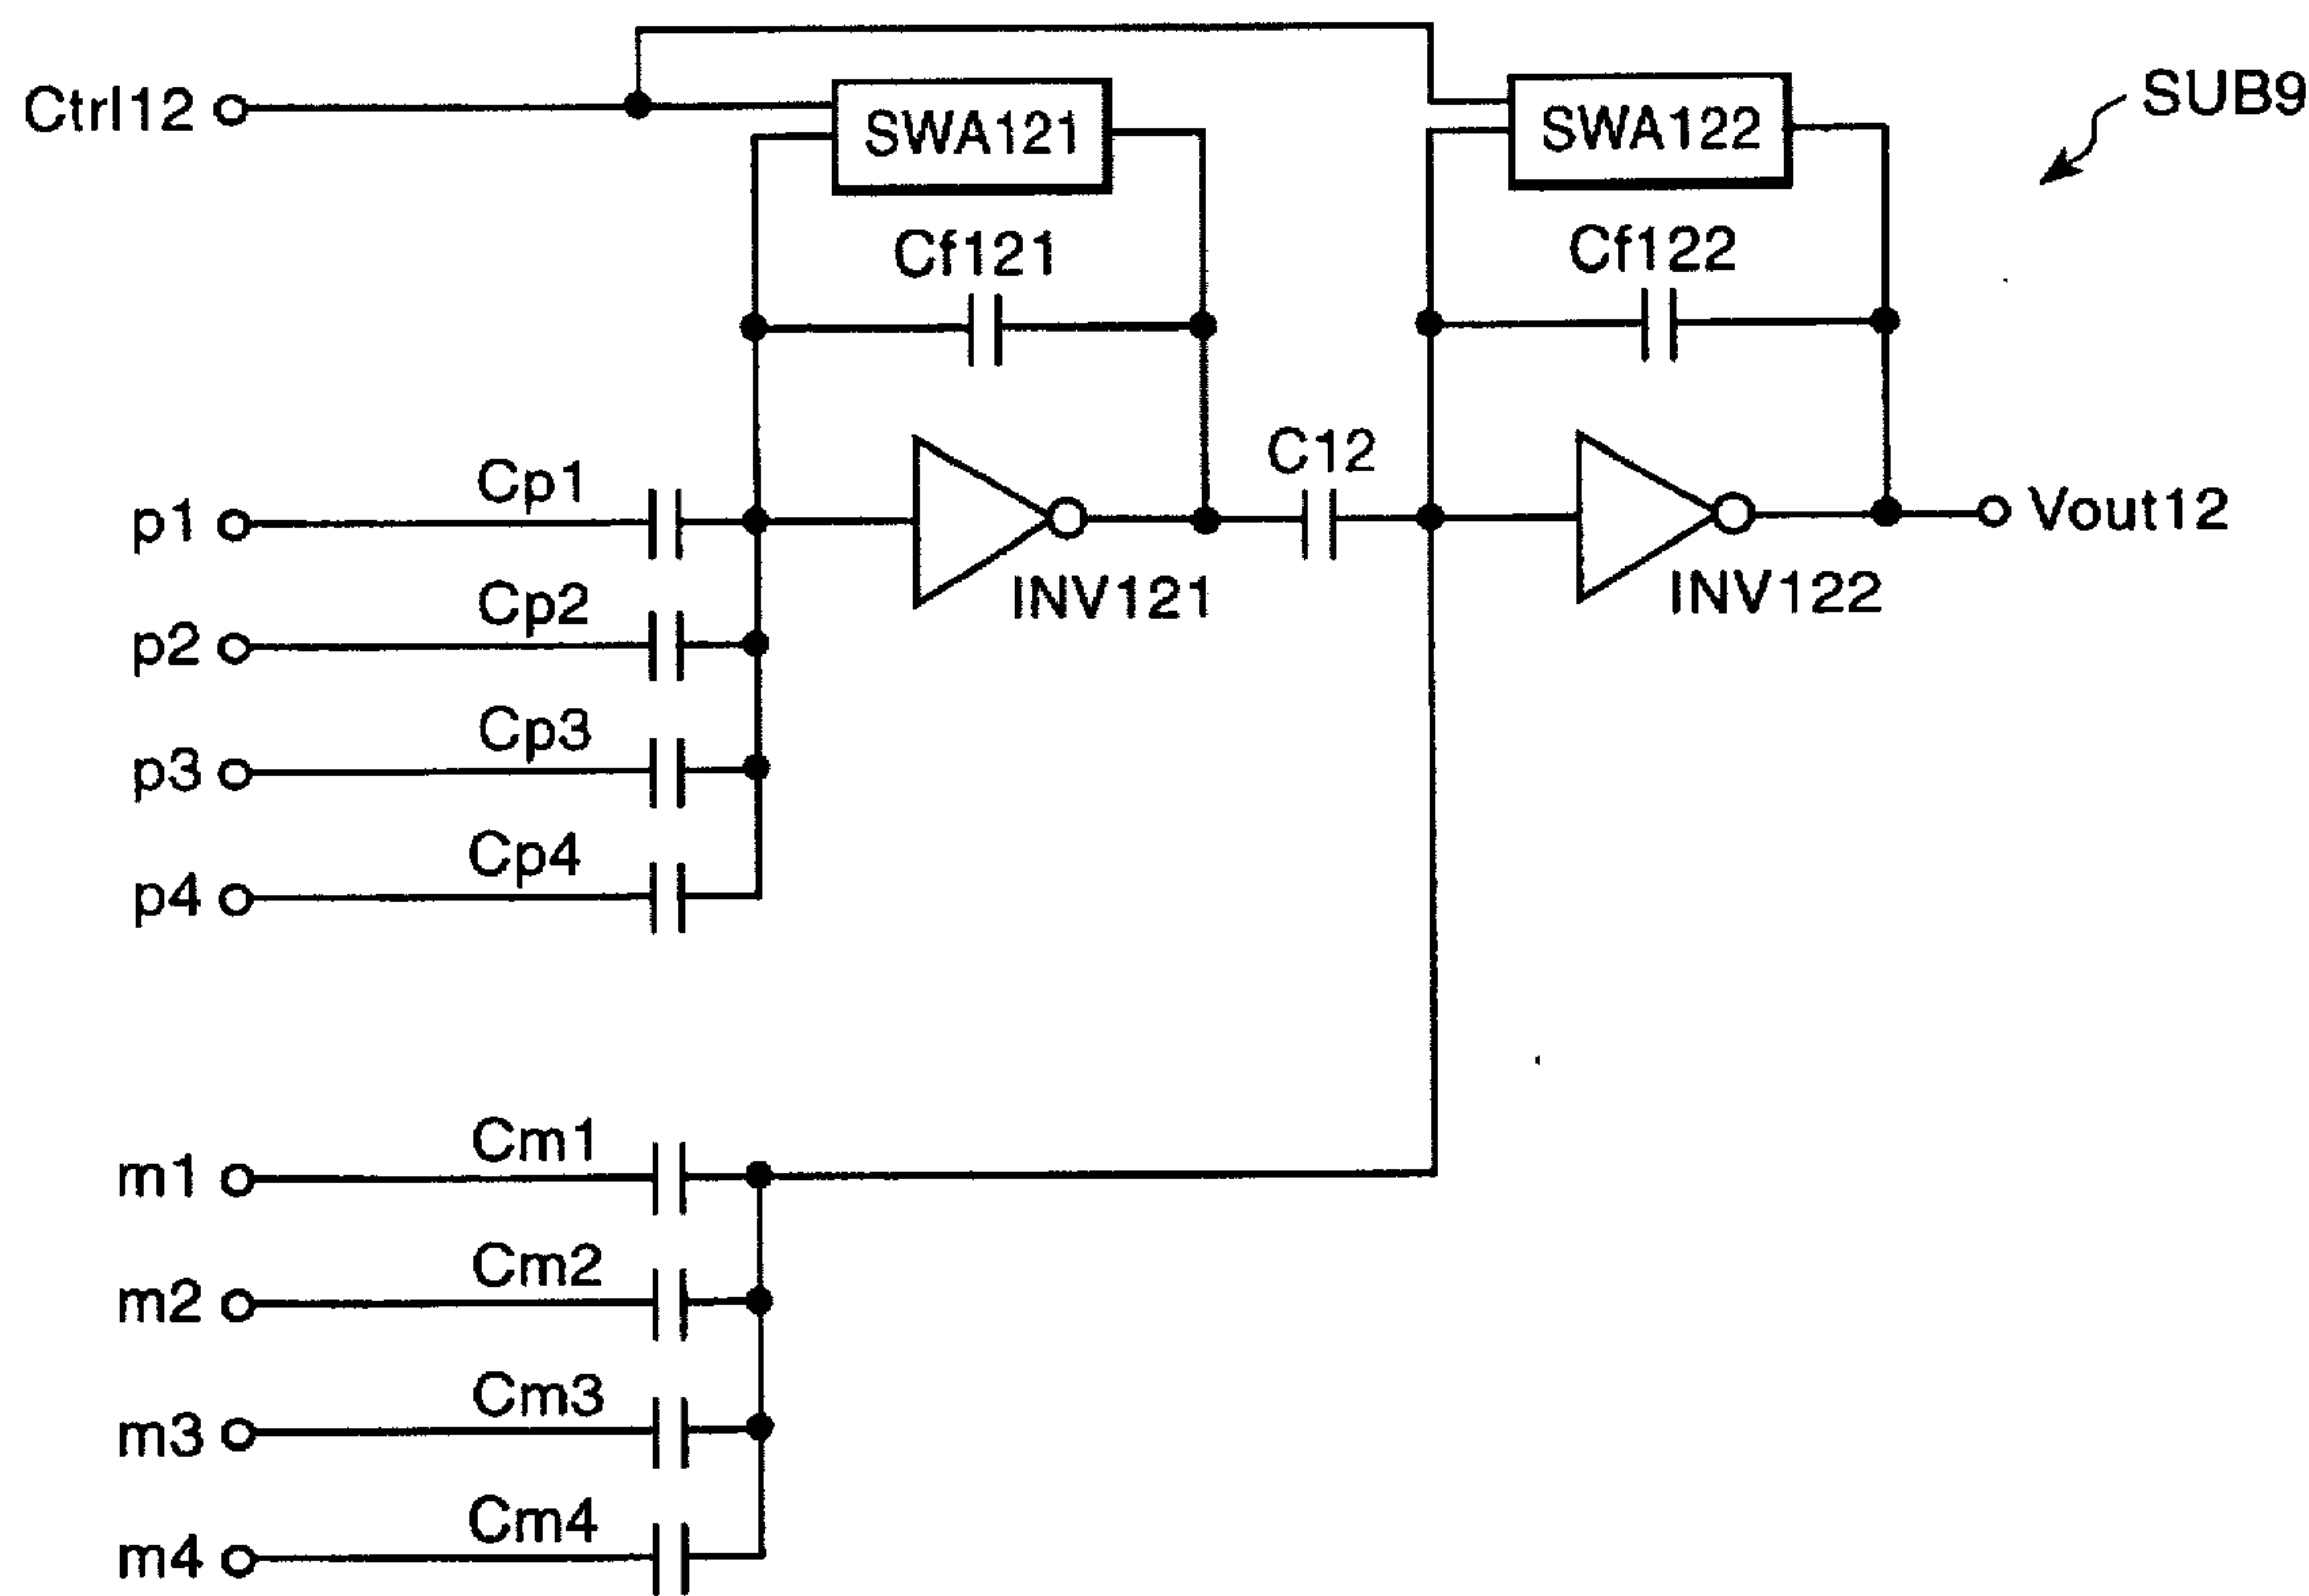 Ctrl12
SWA121
SWA122
SUB9
Cf121
Cf122
C12
p1
Cp1
INV121
INV122
Vout12
p2
Cp2
p3
Cp3
p4
Cp4
m1
Cm1
m2
Cm2
m3
Cm3
m4
Cm4